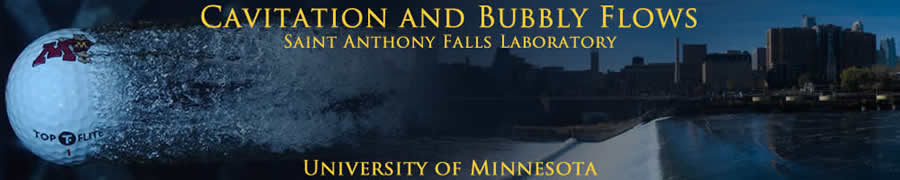 CAVITATION AND BUBBLY FLOWS
SAINT ANTHONY FALLS LABORATORY
M
TOP FLITE
1
UNIVERSITY OF MINNESOTA